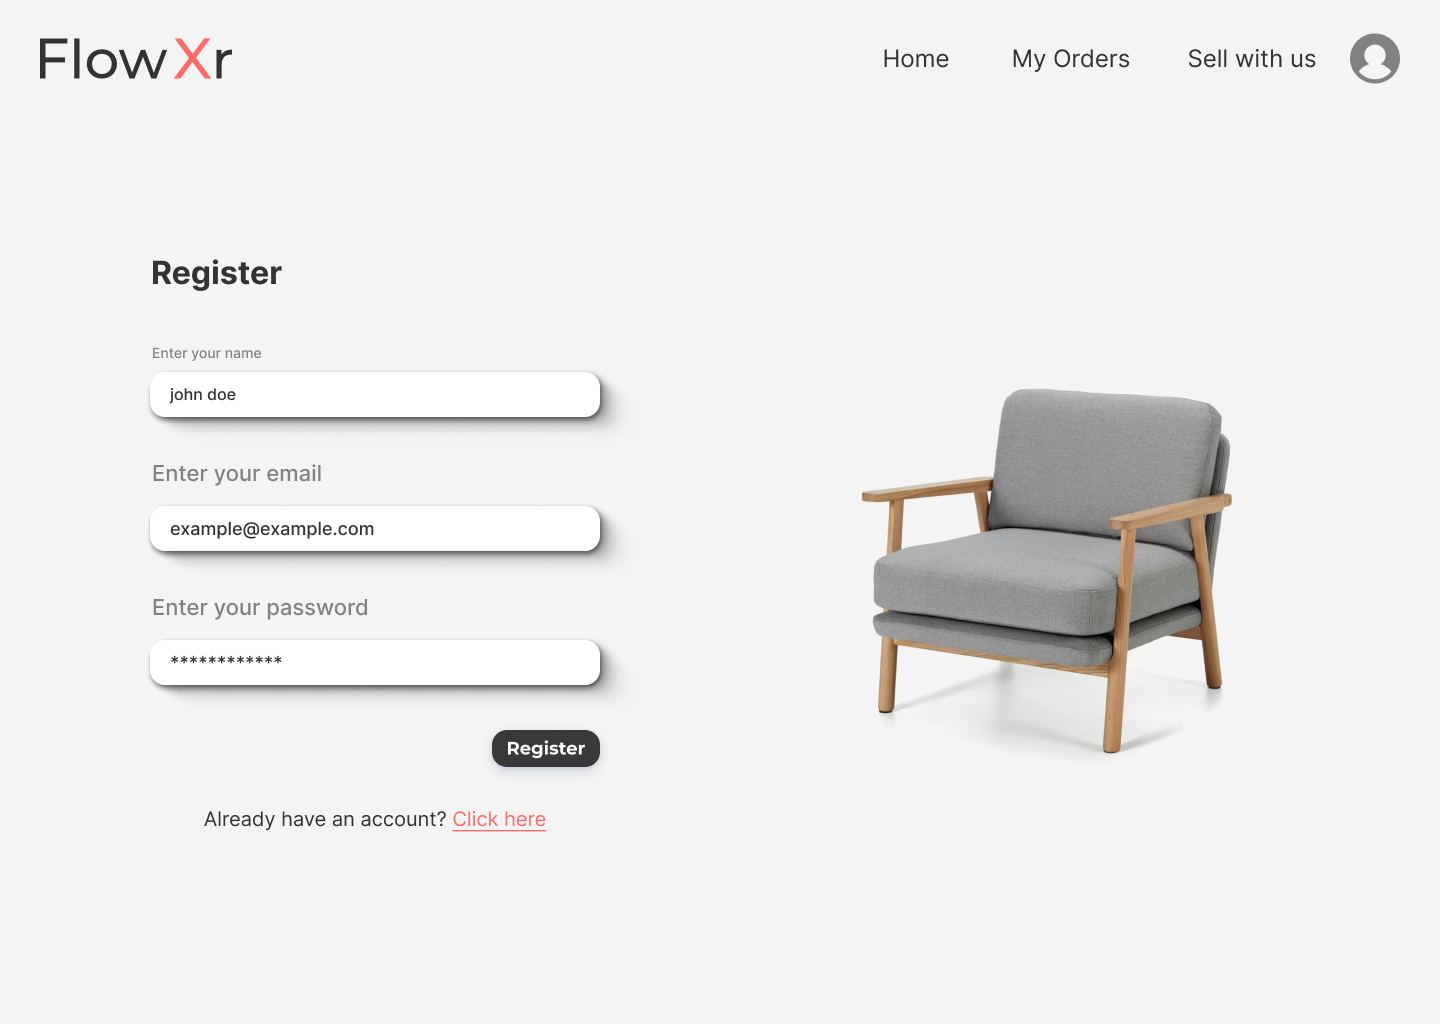 FlowXr
Home My Orders Sell with us
Register
Enter your name
john doe
Enter your email
example@example.com
Enter your password
************
Register
Already have an account? Click here